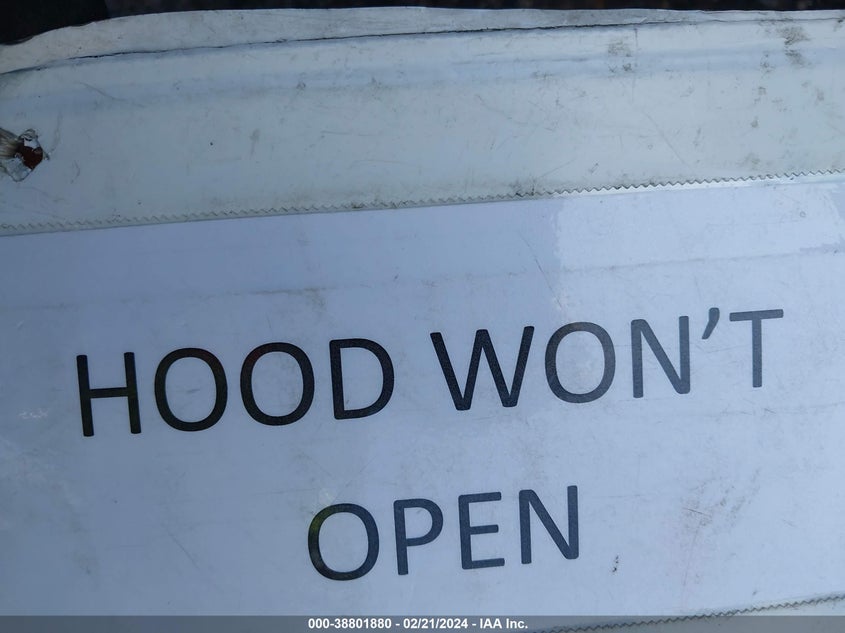 HOOD WON’T
OPEN
000-38801880 - 02/21/2024 - IAA Inc.